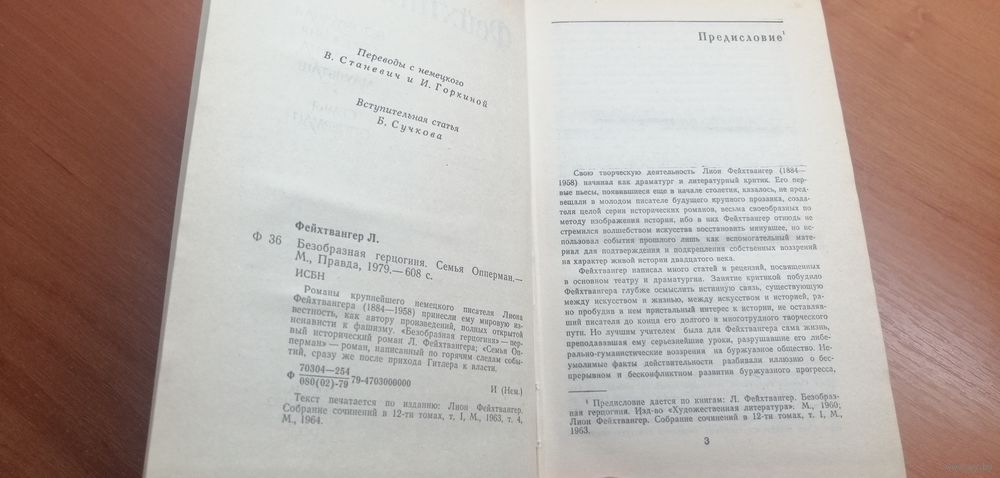 Переводы с немецкого
В. Станевич и И. Горкиной
Вступительная статья
Б. Сучкова
Фейхтвангер Л.
Ф 36 Безобразная герцогиня. Семья Опперман.—
М., Правда, 1979.— 608 с.
ИСБН
Романы крупнейшего немецкого писателя Лиона
Фейхтвангера (1884—1958) принесли ему мировую из-
вестность, как автору произведений, полных открытой
ненависти к фашизму. «Безобразная герцогиня» — пер-
вый исторический роман Л. Фейхтвангера; «Семья Оп-
перман» — роман, написанный по горячим следам собы-
тий, сразу же после прихода Гитлера к власти.
Ф 70304—254
080(02)-79 79-4703000000
И (Нем.)
Текст печатается по изданию: Лион Фейхтвангер.
Собрание сочинений в 12-ти томах, т. 1, М., 1963, т. 4,
М., 1964.
Предисловие¹
Свою творческую деятельность Лион Фейхтвангер (1884—
1958) начинал как драматург и литературный критик. Его пер-
вые пьесы, появившиеся еще в начале столетия, казалось, не пред-
вещали в молодом писателе будущего крупного прозаика, созда-
теля целой серии исторических романов, весьма своеобразных по
методу изображения истории, ибо в них Фейхтвангер отнюдь не
стремился волшебством искусства восстановить минувшее, но ис-
пользовал события прошлого лишь как вспомогательный мате-
риал для подтверждения и подкрепления собственных воззрений
на характер живой истории двадцатого века.
Фейхтвангер написал много статей и рецензий, посвященных
в основном театру и драматургии. Занятие критикой побудило
Фейхтвангера глубже осмыслить истинную связь, существующую
между искусством и жизнью, между искусством и историей, ра-
но пробудив в нем пристальный интерес к истории, не оставляв-
ший писателя до конца его долгого и многотрудного творческого
пути. Но лучшим учителем была для Фейхтвангера сама жизнь,
преподававшая ему серьезнейшие уроки, разрушившие его либе-
рально-гуманистические воззрения на буржуазное общество. Не-
умолимые факты действительности разбивали иллюзию о бес-
прерывном и бесконфликтном развитии буржуазного прогресса,
¹ Предисловие дается по книгам: Л. Фейхтвангер. Безобраз-
ная герцогиня. Изд-во «Художественная литература». М., 1960;
Лион Фейхтвангер. Собрание сочинений в 12-ти томах, т. 1, М.,
1963.
3